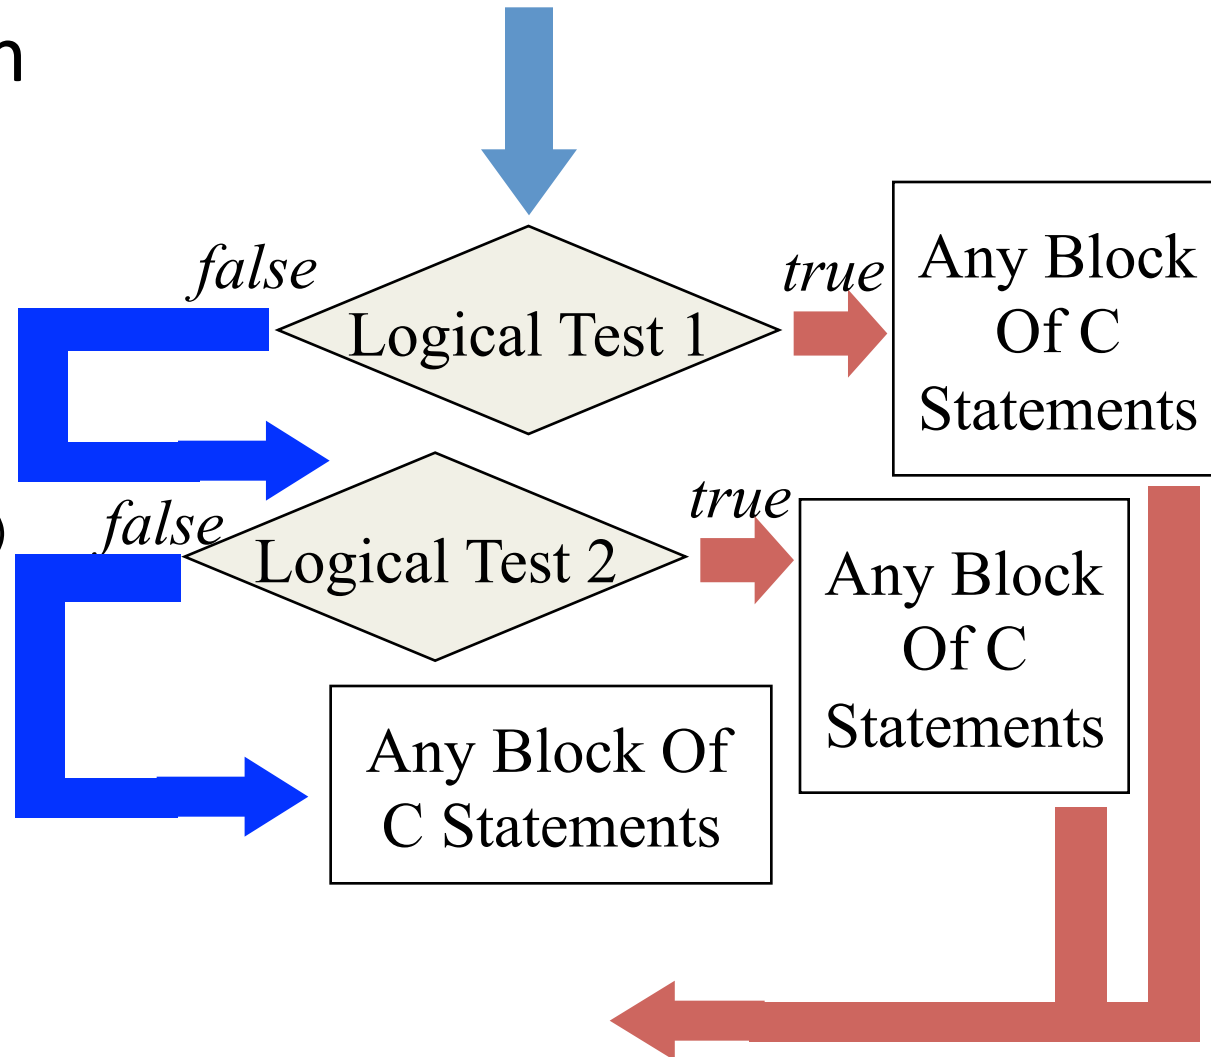 n
false
true
Logical Test 1
Any Block
Of C
Statements
)
false
true
Logical Test 2
Any Block
Of C
Statements
Any Block Of
C Statements